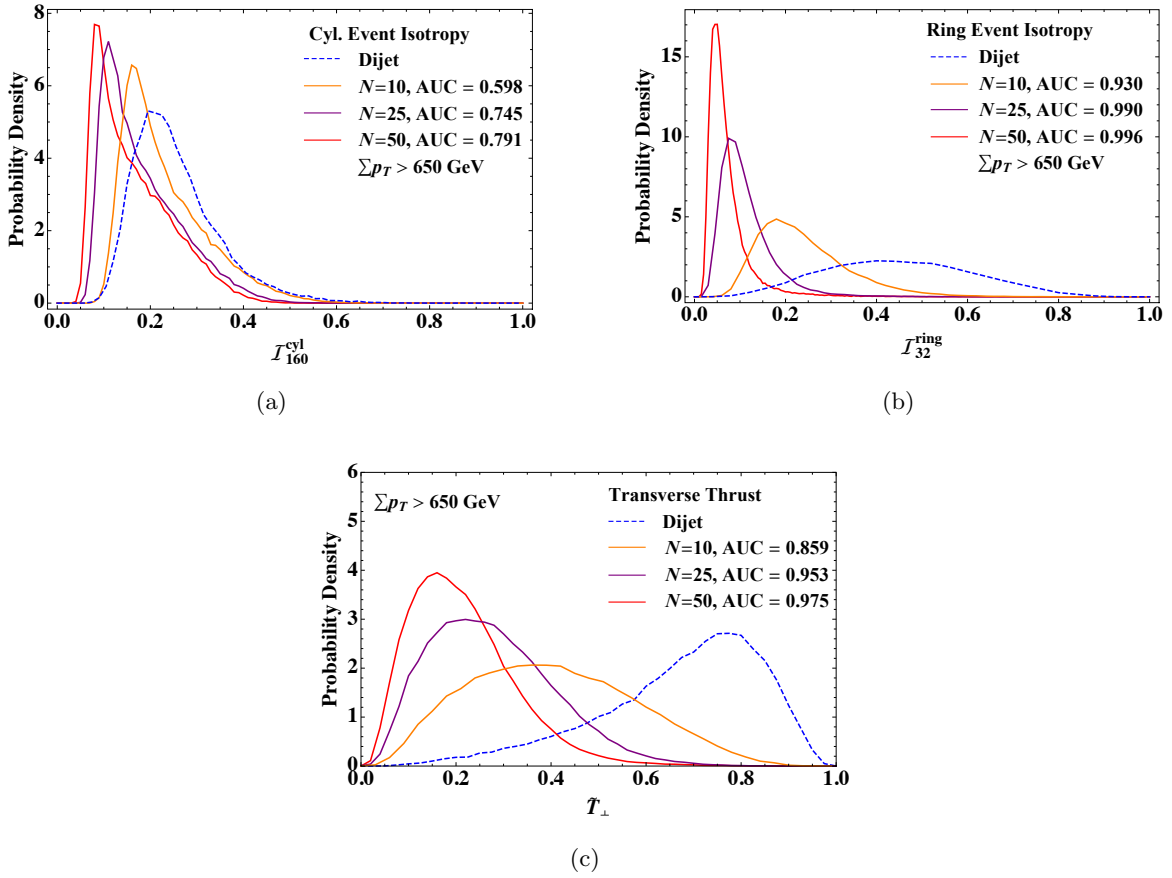 Cyl. Event Isotropy
Dijet
N=10, AUC = 0.598
N=25, AUC = 0.745
N=50, AUC = 0.791
∑p_T > 650 GeV
Probability Density
8
6
4
2
0
0.0 0.2 0.4 0.6 0.8 1.0
I_160^cyl
(a)
Ring Event Isotropy
Dijet
N=10, AUC = 0.930
N=25, AUC = 0.990
N=50, AUC = 0.996
∑p_T > 650 GeV
Probability Density
15
10
5
0
0.0 0.2 0.4 0.6 0.8 1.0
I_32^ring
(b)
∑p_T > 650 GeV
Transverse Thrust
Dijet
N=10, AUC = 0.859
N=25, AUC = 0.953
N=50, AUC = 0.975
Probability Density
6
5
4
3
2
1
0
0.0 0.2 0.4 0.6 0.8 1.0
T̃_⊥
(c)